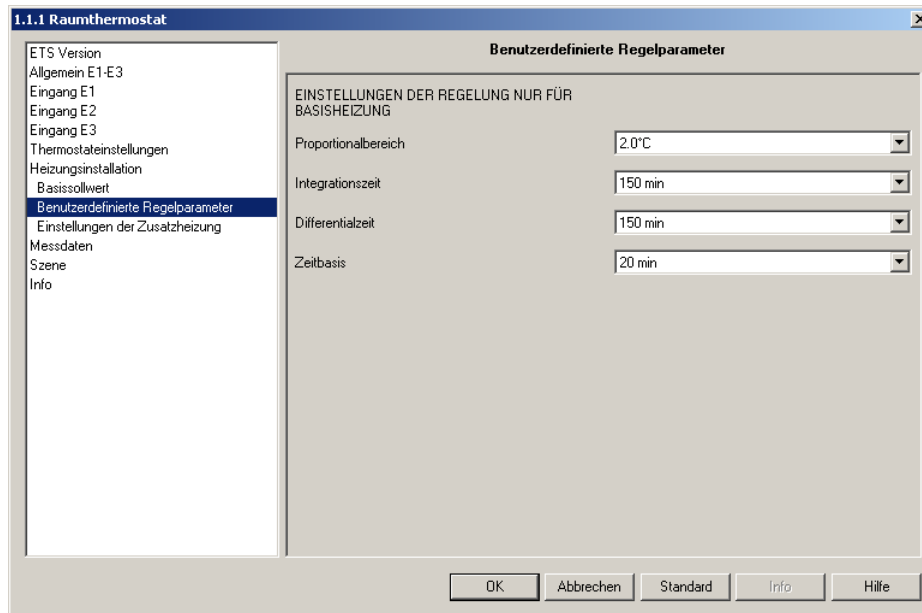 1.1.1 Raumthermostat
ETS Version
Allgemein E1-E3
Eingang E1
Eingang E2
Eingang E3
Thermostateinstellungen
Heizungsinstallation
Basissollwert
Benutzerdefinierte Regelparameter
Einstellungen der Zusatzheizung
Messdaten
Szene
Info
Benutzerdefinierte Regelparameter
EINSTELLUNGEN DER REGELUNG NUR FÜR
BASISHEIZUNG
Proportionalbereich 2.0°C
Integrationszeit 150 min
Differentialzeit 150 min
Zeitbasis 20 min
OK Abbrechen Standard Info Hilfe